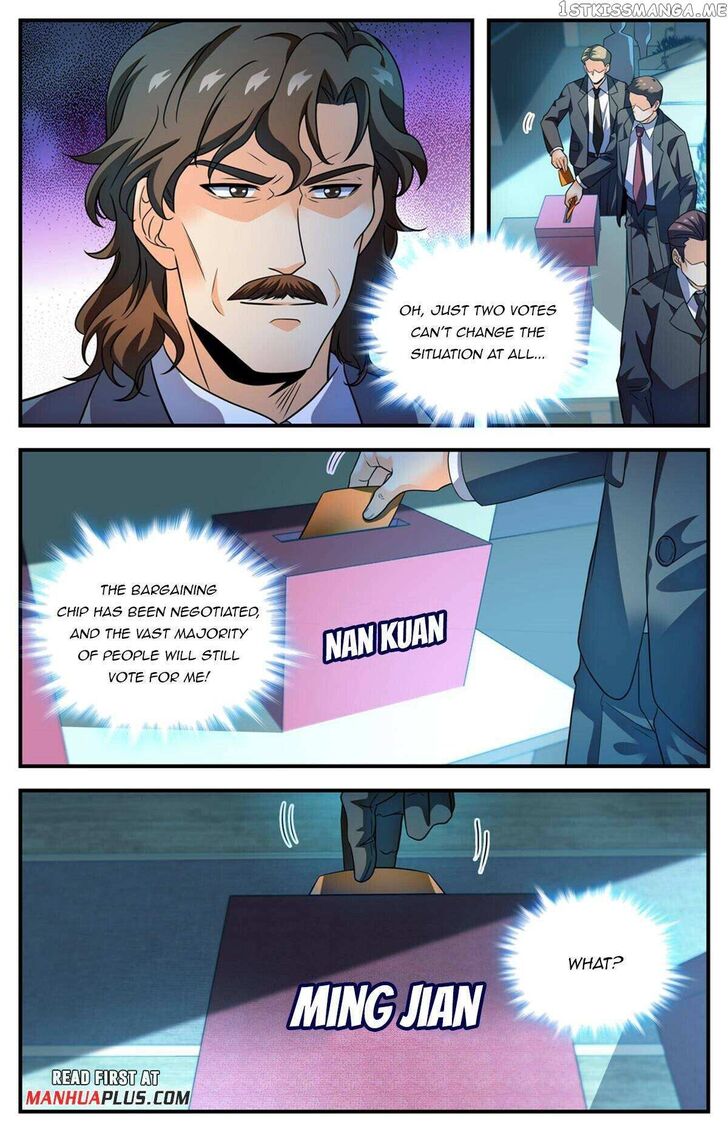 1STKISSMANGA.ME
OH, JUST TWO VOTES
CAN'T CHANGE THE
SITUATION AT ALL...
THE BARGAINING
CHIP HAS BEEN NEGOTIATED,
AND THE VAST MAJORITY
OF PEOPLE WILL STILL
VOTE FOR ME!
NAN KUAN
WHAT?
MING JIAN
READ FIRST AT
MANHUAPLUS.COM